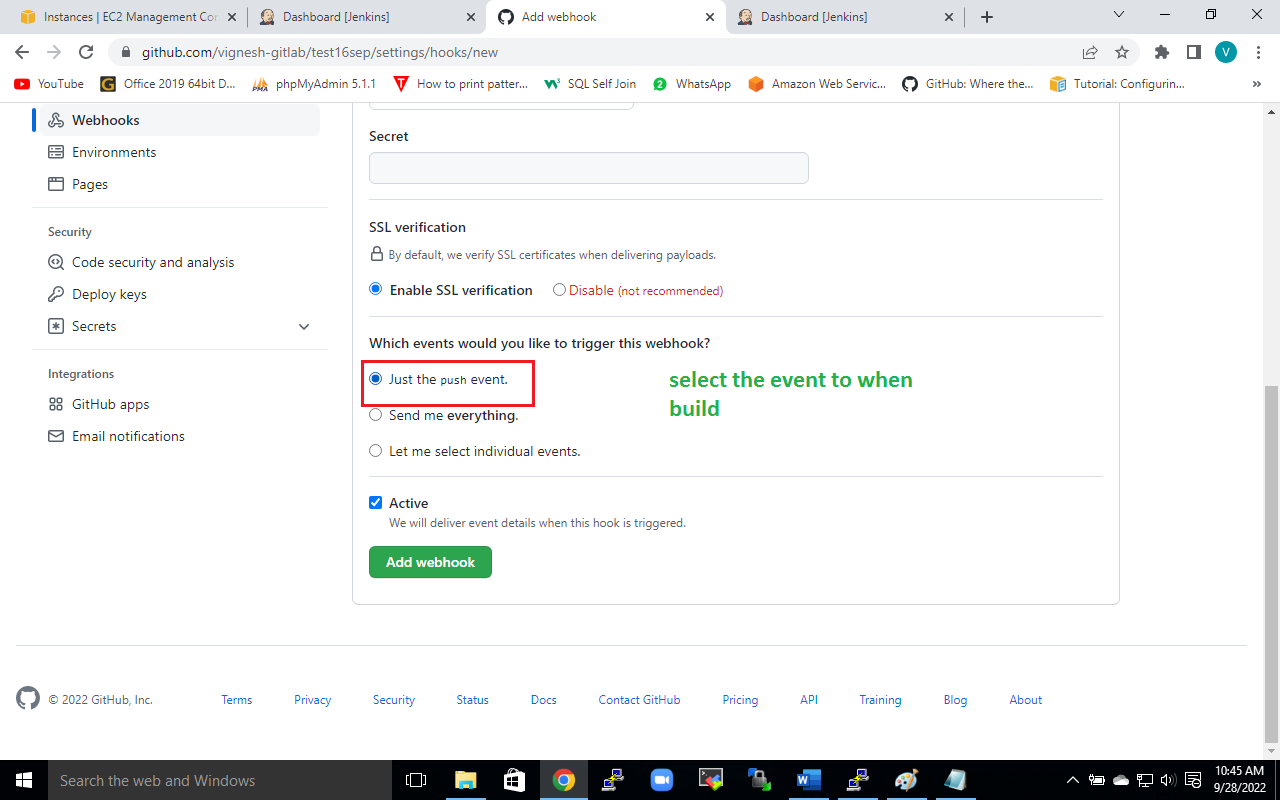 Instances | EC2 Management Con
Dashboard [Jenkins]
Add webhook
Dashboard [Jenkins]
github.com/vignesh-gitlab/test16sep/settings/hooks/new
V
YouTube
Office 2019 64bit D...
phpMyAdmin 5.1.1
How to print patter...
SQL Self Join
2
WhatsApp
Amazon Web Servic...
GitHub: Where the...
Tutorial: Configurin...
»
Webhooks
Environments
Pages
Security
Code security and analysis
Deploy keys
Secrets
Integrations
GitHub apps
Email notifications
Secret
SSL verification
By default, we verify SSL certificates when delivering payloads.
Enable SSL verification
Disable (not recommended)
Which events would you like to trigger this webhook?
Just the push event.
Send me everything.
Let me select individual events.
select the event to when
build
Active
We will deliver event details when this hook is triggered.
Add webhook
© 2022 GitHub, Inc.
Terms
Privacy
Security
Status
Docs
Contact GitHub
Pricing
API
Training
Blog
About
Search the web and Windows
10:45 AM
9/28/2022